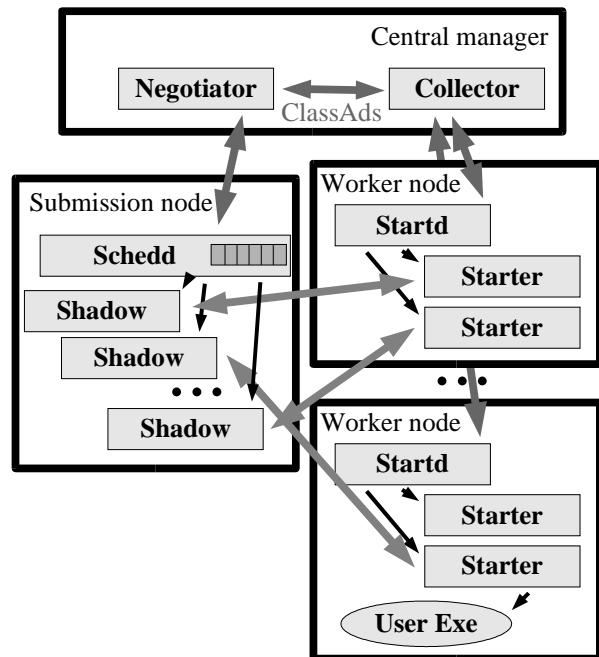 Central manager
Negotiator
Collector
ClassAds
Submission node
Schedd
Shadow
Shadow
Shadow
Worker node
Startd
Starter
Starter
Worker node
Startd
Starter
Starter
User Exe